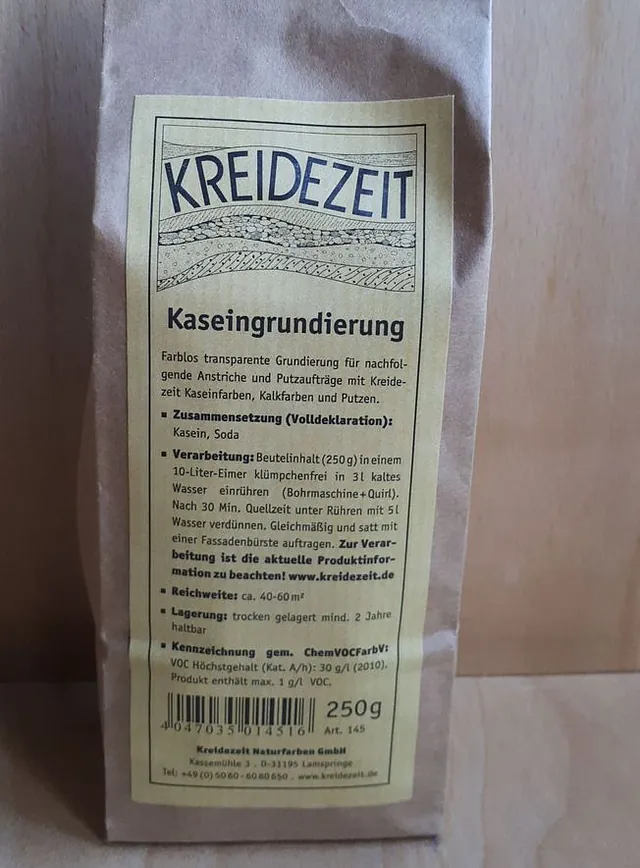 KREIDEZEIT
Kaseingrundierung
Farblos transparente Grundierung für nachfol-
gende Anstriche und Putzaufträge mit Kreide-
zeit Kaseinfarben, Kalkfarben und Putzen.
▪ Zusammensetzung (Volldeklaration):
Kasein, Soda
▪ Verarbeitung: Beutelinhalt (250 g) in einem
10-Liter-Eimer klümpchenfrei in 3 l kaltes
Wasser einrühren (Bohrmaschine+Quirl).
Nach 30 Min. Quellzeit unter Rühren mit 5 l
Wasser verdünnen. Gleichmäßig und satt mit
einer Fassadenbürste auftragen. Zur Verar-
beitung ist die aktuelle Produktinfor-
mation zu beachten! www.kreidezeit.de
▪ Reichweite: ca. 40-60 m²
▪ Lagerung: trocken gelagert mind. 2 Jahre
haltbar
▪ Kennzeichnung gem. ChemVOCFarbV:
VOC Höchstgehalt (Kat. A/h): 30 g/l (2010).
Produkt enthält max. 1 g/l VOC.
4 047035 014516
250g
Art. 145
Kreidezeit Naturfarben GmbH
Kassemühle 3 . D-31195 Lamspringe
Tel: +49 (0) 50 60 - 60 80 650 . www.kreidezeit.de